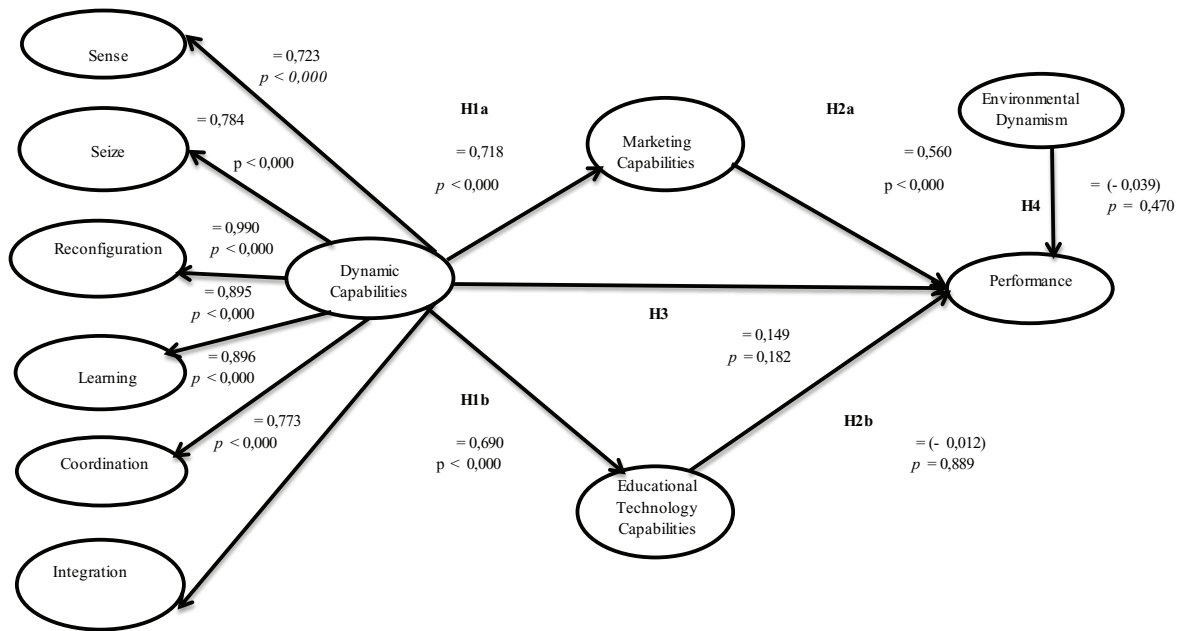 Sense
= 0,723
p < 0,000
Seize
= 0,784
p < 0,000
Reconfiguration
= 0,990
p < 0,000
Learning
= 0,895
p < 0,000
Coordination
= 0,896
p < 0,000
Integration
= 0,773
p < 0,000
Dynamic
Capabilities
H1a
= 0,718
p < 0,000
Marketing
Capabilities
H2a
= 0,560
p < 0,000
Environmental
Dynamism
H4
= (- 0,039)
p = 0,470
Performance
H3
= 0,149
p = 0,182
H1b
= 0,690
p < 0,000
Educational
Technology
Capabilities
H2b
= (- 0,012)
p = 0,889